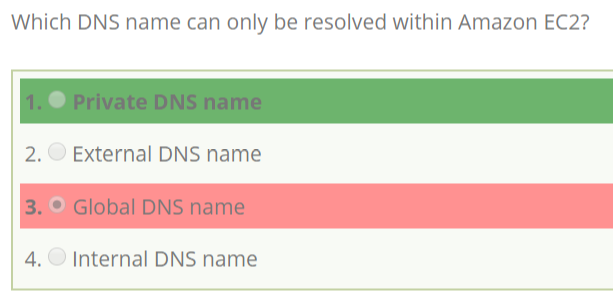 Which DNS name can only be resolved within Amazon EC2?
1. Private DNS name
2. External DNS name
3. Global DNS name
4. Internal DNS name